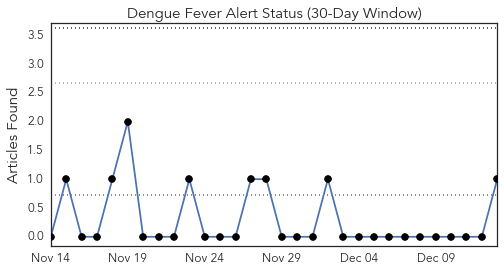 Dengue Fever Alert Status (30-Day Window)
Articles Found
3.5
3.0
2.5
2.0
1.5
1.0
0.5
0.0
Nov 14 Nov 19 Nov 24 Nov 29 Dec 04 Dec 09